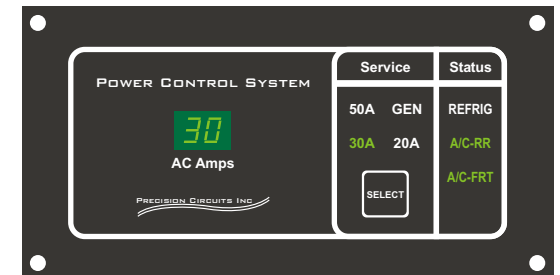 POWER CONTROL SYSTEM
30
AC Amps
PRECISION CIRCUITS INC
Service
50A GEN
30A 20A
SELECT
Status
REFRIG
A/C-RR
A/C-FRT